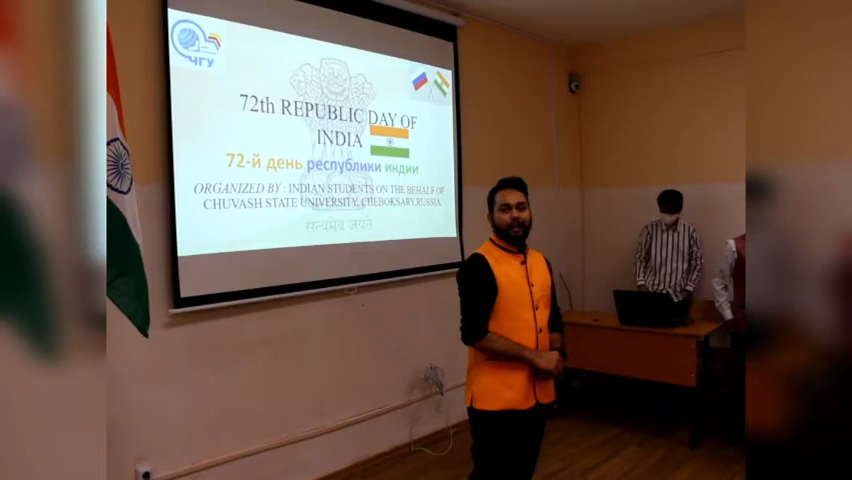 ЧГУ
72th REPUBLIC DAY OF
INDIA
72-й день республики индии
ORGANIZED BY : INDIAN STUDENTS ON THE BEHALF OF
CHUVASH STATE UNIVERSITY, CHEBOKSARY,RUSSIA
सत्यमेव जयते